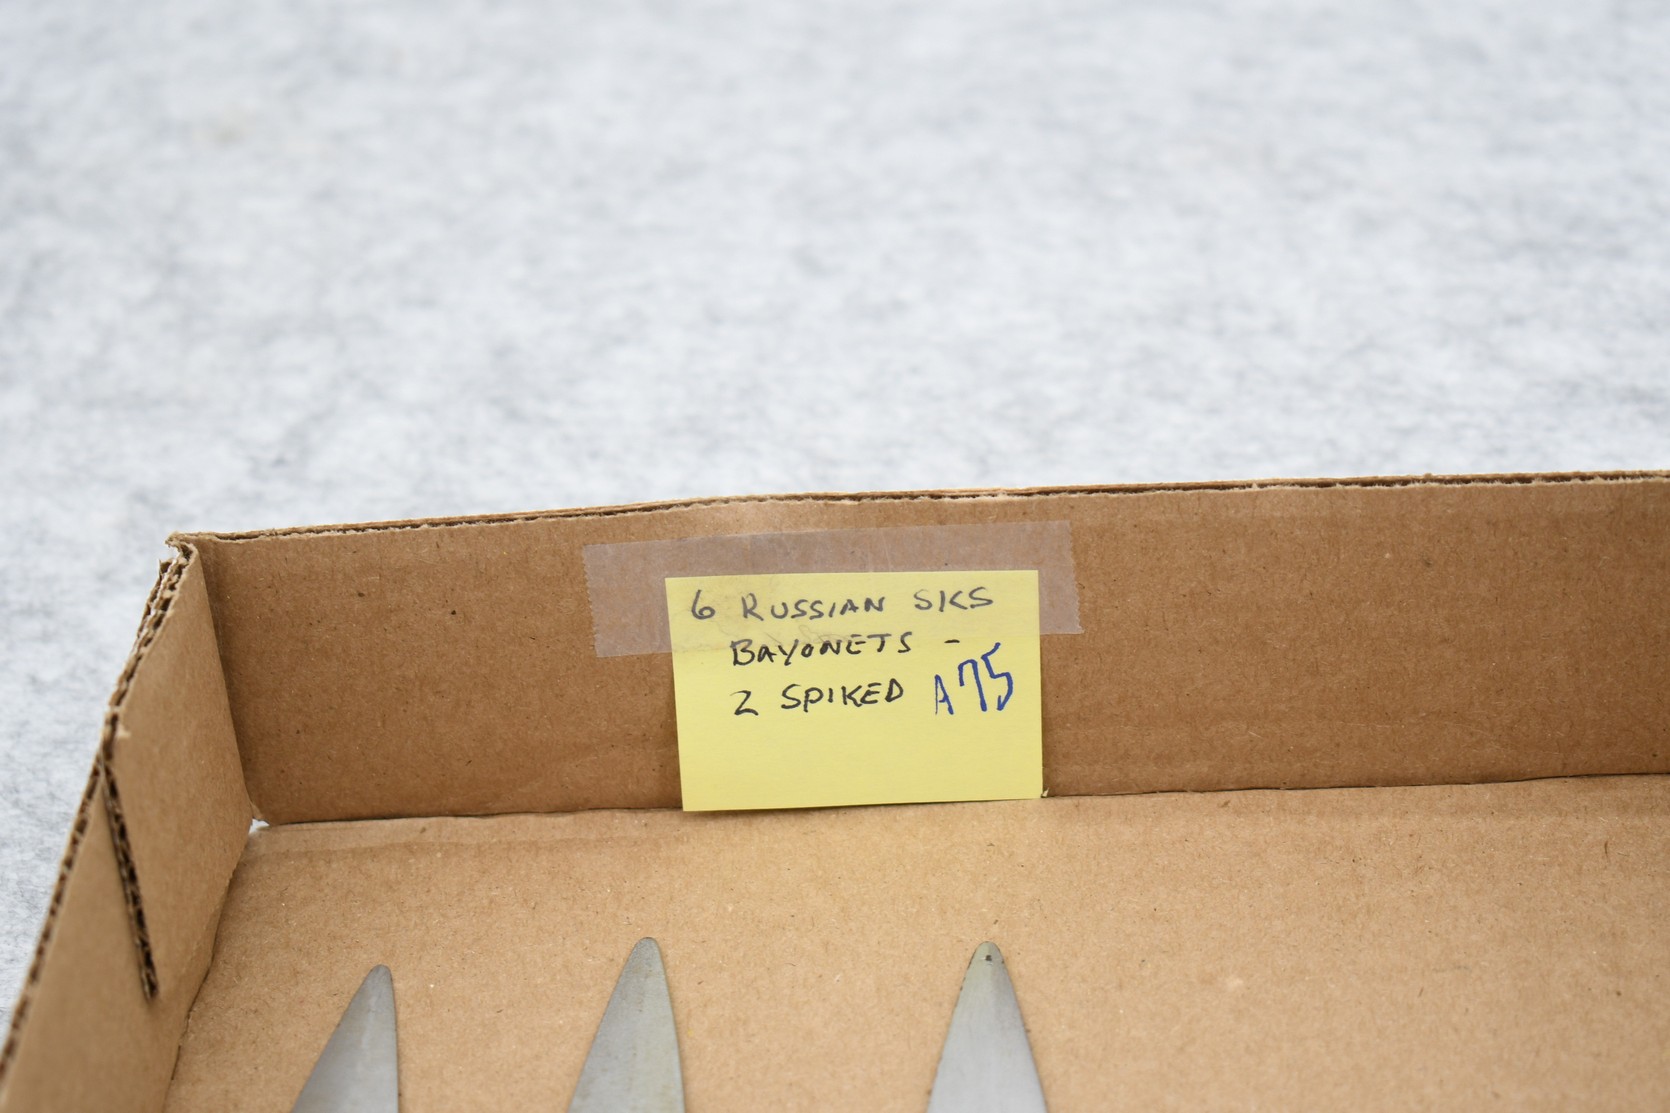 6 RUSSIAN SKS
BAYONETS -
2 SPIKED A75